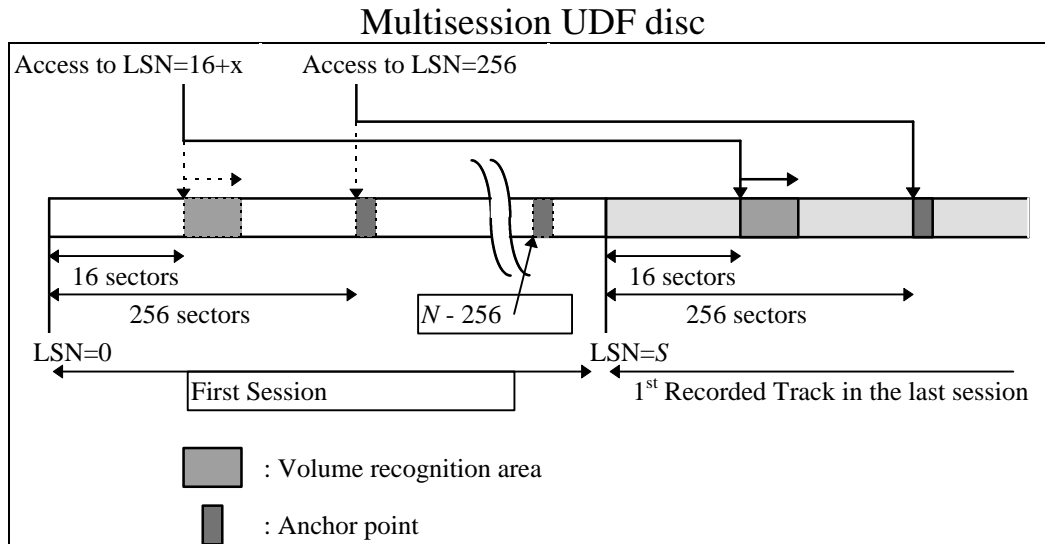 Multisession UDF disc
Access to LSN=16+x
Access to LSN=256
16 sectors
16 sectors
256 sectors
N - 256
256 sectors
LSN=0
LSN=S
First Session
1st Recorded Track in the last session
: Volume recognition area
: Anchor point